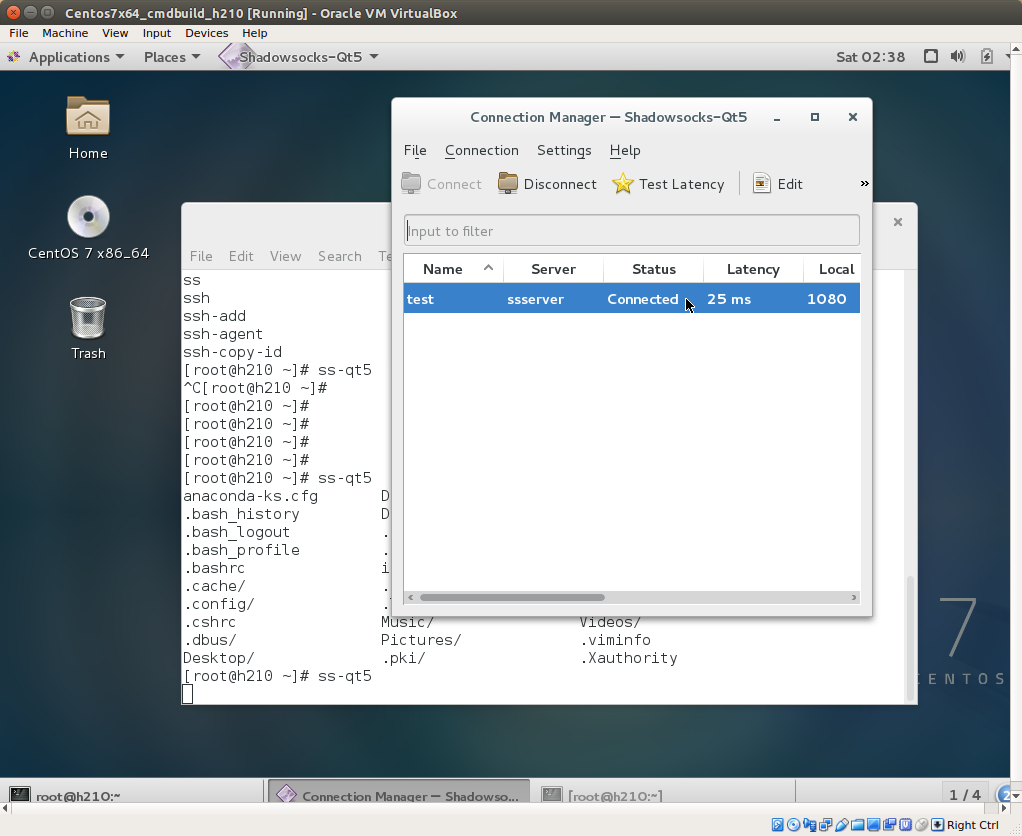 Centos7x64_cmdbuild_h210 [Running] - Oracle VM VirtualBox
File Machine View Input Devices Help
Applications Places Shadowsocks-Qt5 Sat 02:38
Home
CentOS 7 x86_64
Trash
Connection Manager — Shadowsocks-Qt5
File Connection Settings Help
Connect Disconnect Test Latency Edit »
Input to filter
Name Server Status Latency Local
test ssserver Connected 25 ms 1080
File Edit View Search Te
ss
ssh
ssh-add
ssh-agent
ssh-copy-id
[root@h210 ~]# ss-qt5
^C[root@h210 ~]#
[root@h210 ~]#
[root@h210 ~]#
[root@h210 ~]#
[root@h210 ~]#
[root@h210 ~]# ss-qt5
anaconda-ks.cfg D
.bash_history D
.bash_logout .
.bash_profile .
.bashrc i
.cache/ .
.config/ .
.cshrc Music/ Videos/
.dbus/ Pictures/ .viminfo
Desktop/ .pki/ .Xauthority
[root@h210 ~]# ss-qt5
7
CENTOS
root@h210:~ Connection Manager — Shadowso... [root@h210:~] 1 / 4 2
Right Ctrl